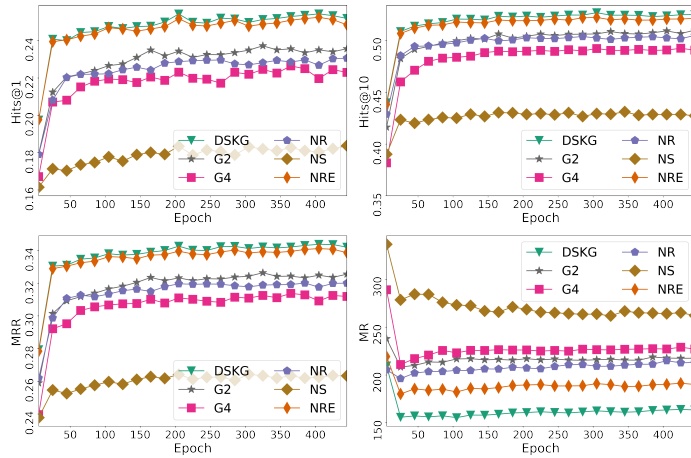 Hits@1
0.24
0.22
0.20
0.18
0.16
50 100 150 200 250 300 350 400
Epoch
DSKG NR
G2 NS
G4 NRE
Hits@10
0.50
0.45
0.40
0.35
50 100 150 200 250 300 350 400
Epoch
DSKG NR
G2 NS
G4 NRE
MRR
0.34
0.32
0.30
0.28
0.26
0.24
50 100 150 200 250 300 350 400
Epoch
DSKG NR
G2 NS
G4 NRE
MR
300
250
200
150
50 100 150 200 250 300 350 400
Epoch
DSKG NR
G2 NS
G4 NRE